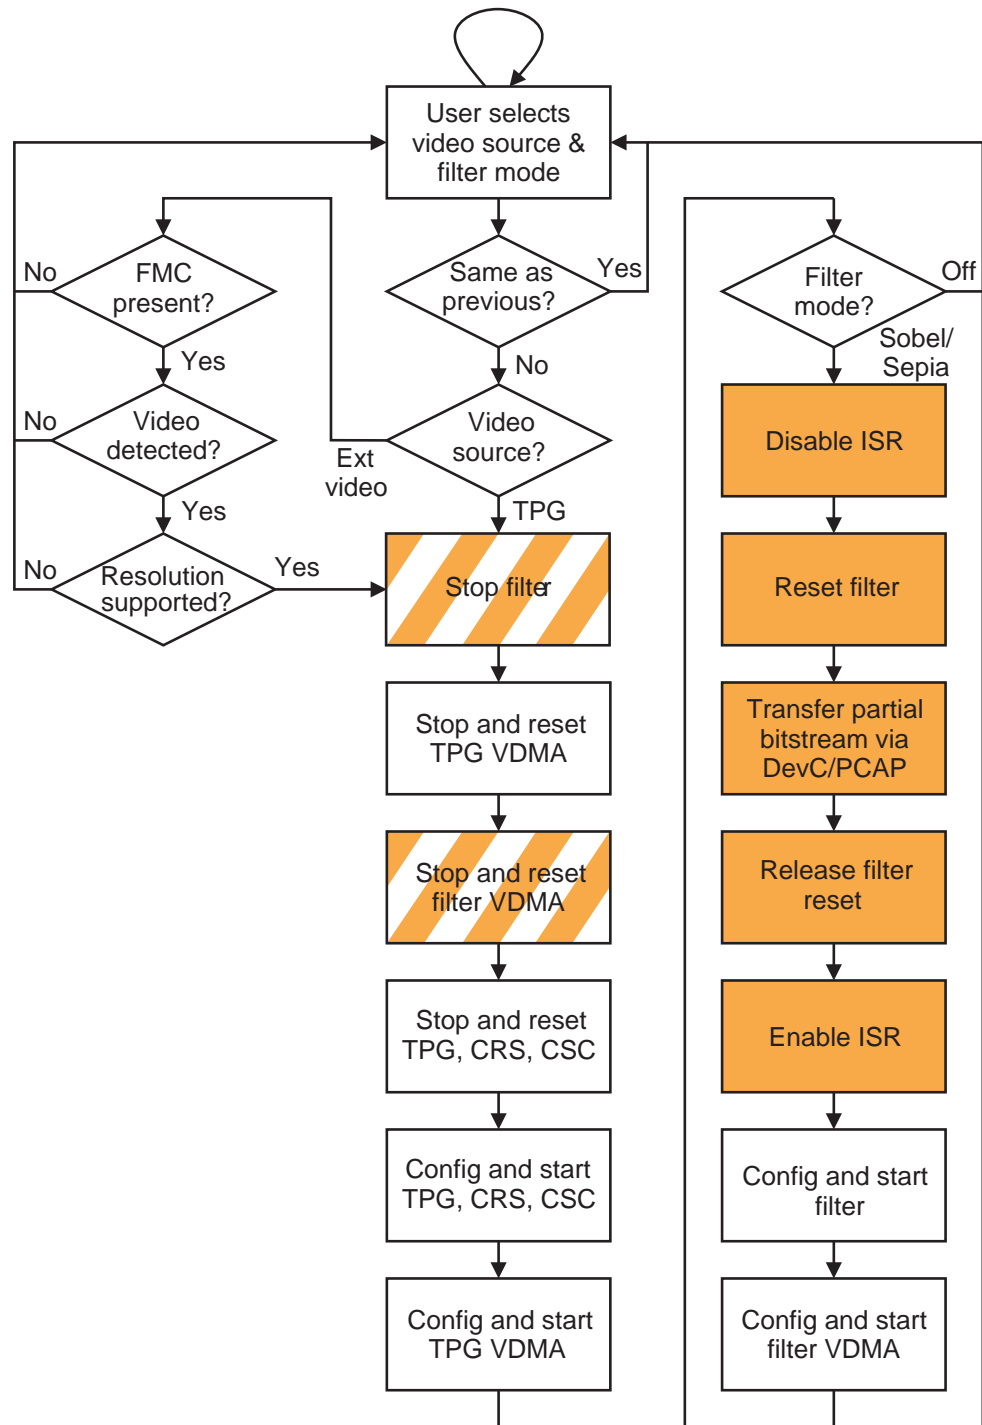 User selects
video source &
filter mode
No
FMC
present?
Same as
previous?
Yes
Filter
mode?
Off
Yes
No
Sobel/
Sepia
No
Video
detected?
Ext
video
Video
source?
Disable ISR
Yes
TPG
No
Resolution
supported?
Yes
Stop filter
Reset filter
Stop and reset
TPG VDMA
Transfer partial
bitstream via
DevC/PCAP
Stop and reset
filter VDMA
Release filter
reset
Stop and reset
TPG, CRS, CSC
Enable ISR
Config and start
TPG, CRS, CSC
Config and start
filter
Config and start
TPG VDMA
Config and start
filter VDMA